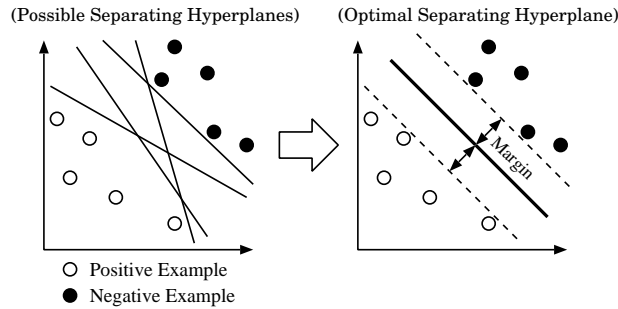 (Possible Separating Hyperplanes)
(Optimal Separating Hyperplane)
Margin
Positive Example
Negative Example